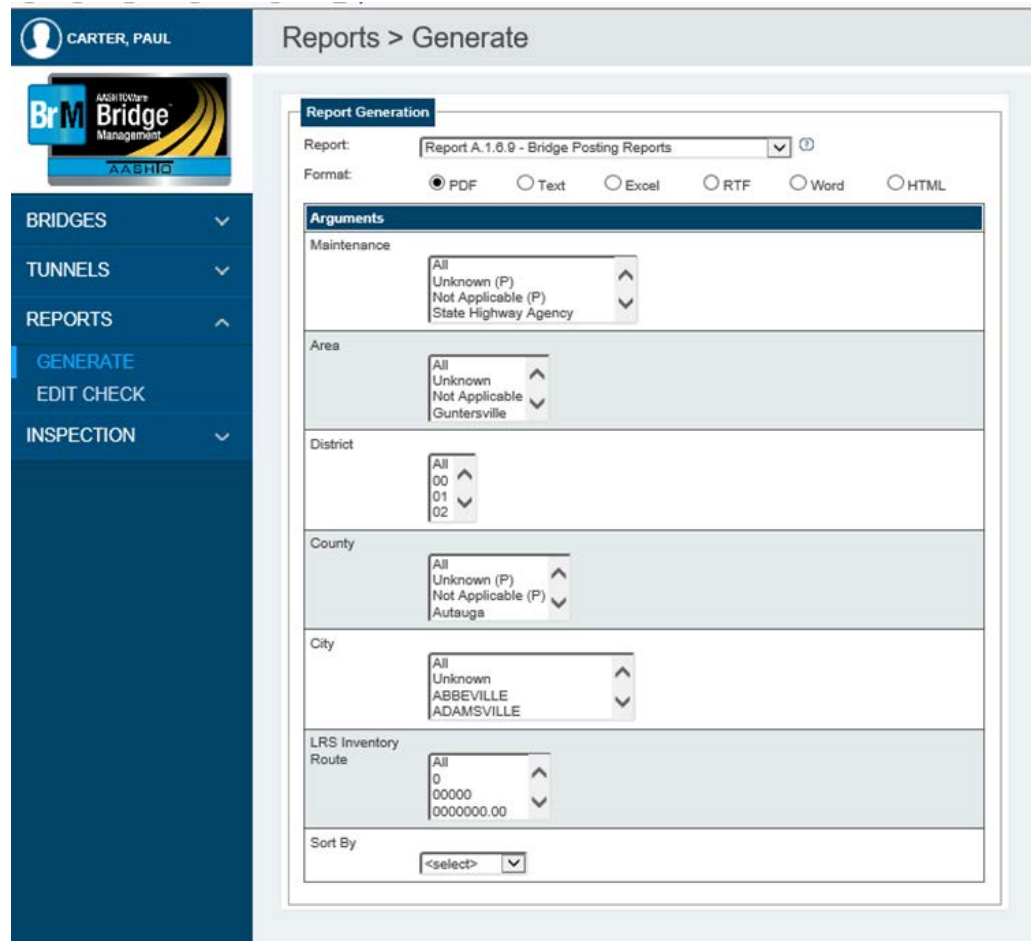 CARTER, PAUL
Reports > Generate
BrM
AASHTOWare
Bridge
Management
AASHTO
BRIDGES
TUNNELS
REPORTS
GENERATE
EDIT CHECK
INSPECTION
Report Generation
Report: Report A.1.6.9 - Bridge Posting Reports
Format: PDF Text Excel RTF Word HTML
Arguments
Maintenance
All
Unknown (P)
Not Applicable (P)
State Highway Agency
Area
All
Unknown
Not Applicable
Guntersville
District
All
00
01
02
County
All
Unknown (P)
Not Applicable (P)
Autauga
City
All
Unknown
ABBEVILLE
ADAMSVILLE
LRS Inventory
Route
All
0
00000
0000000.00
Sort By
<select>